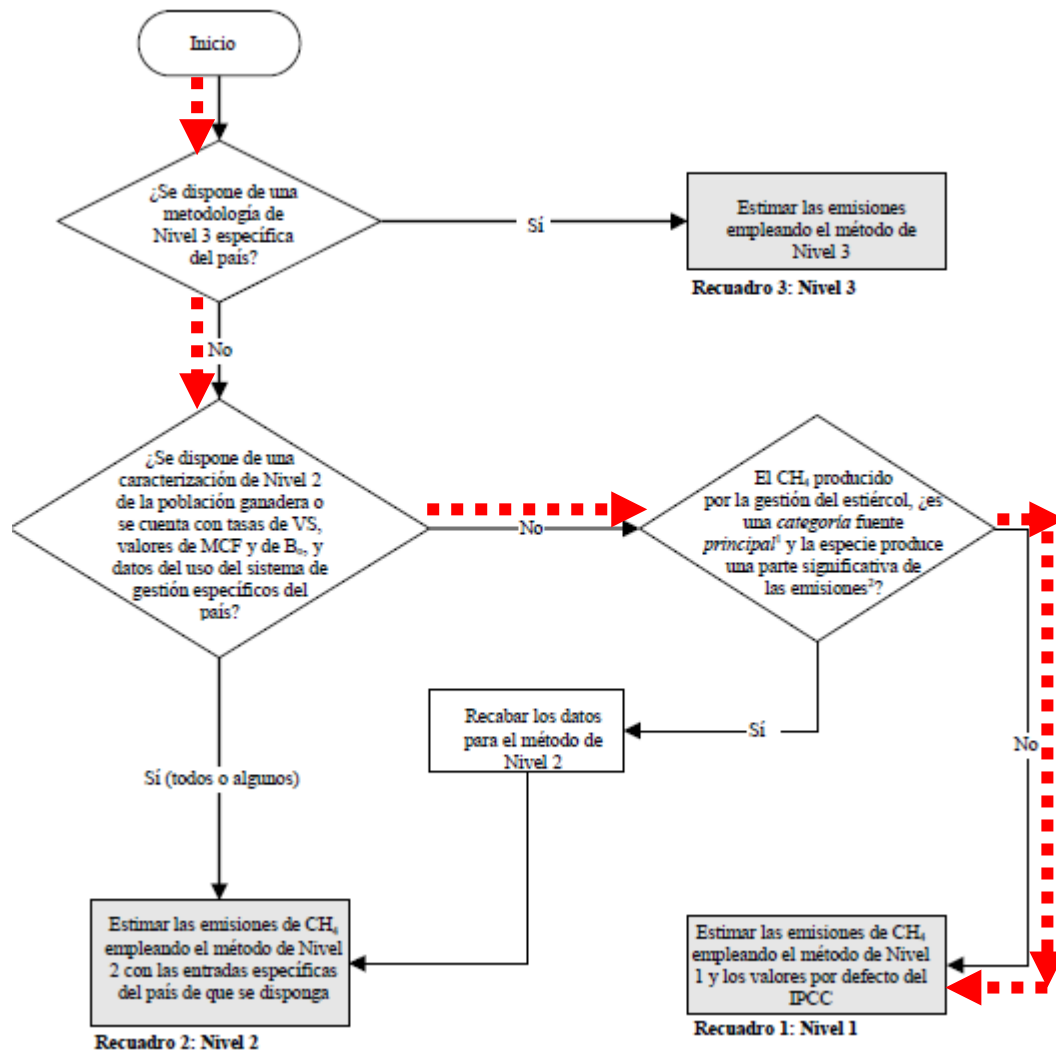 Inicio
¿Se dispone de una
metodología de
Nivel 3 específica
del país?
Sí
Estimar las emisiones
empleando el método de
Nivel 3
Recuadro 3: Nivel 3
No
¿Se dispone de una
caracterización de Nivel 2
de la población ganadera o
se cuenta con tasas de VS,
valores de MCF y de B₀, y
datos del uso del sistema de
gestión específicos del
país?
No
El CH₄ producido
por la gestión del estiércol, ¿es
una categoría fuente
principal¹ y la especie produce
una parte significativa de
las emisiones²?
Recabar los datos
para el método de
Nivel 2
Sí
No
Sí (todos o algunos)
Estimar las emisiones de CH₄
empleando el método de Nivel
2 con las entradas específicas
del país de que se disponga
Recuadro 2: Nivel 2
Estimar las emisiones de CH₄
empleando el método de Nivel
1 y los valores por defecto del
IPCC
Recuadro 1: Nivel 1